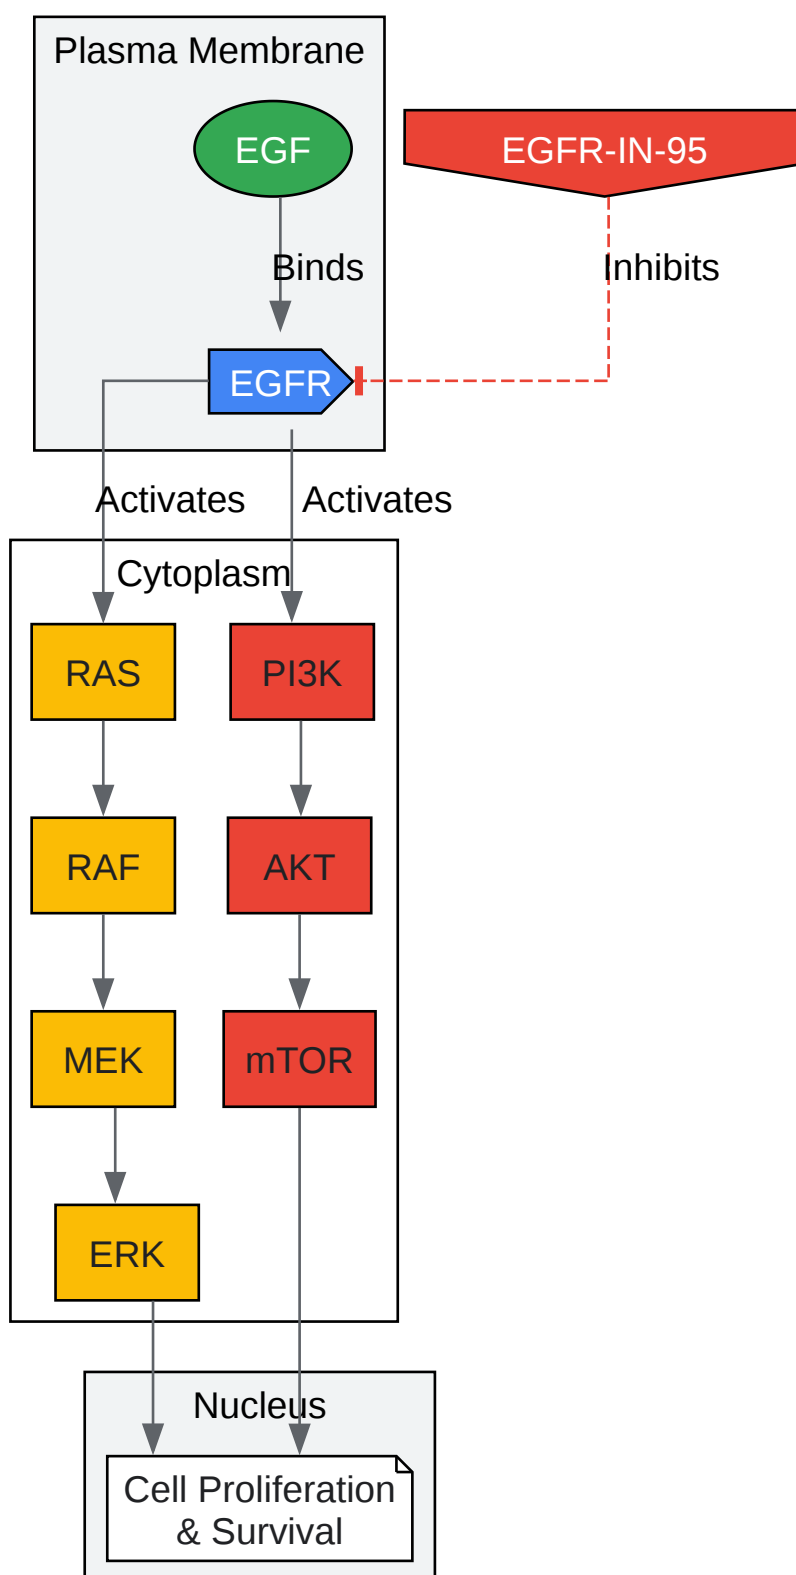 Plasma Membrane
EGF
EGFR-IN-95
Binds
Inhibits
EGFR
Activates
Activates
Cytoplasm
RAS
PI3K
RAF
AKT
MEK
mTOR
ERK
Nucleus
Cell Proliferation
& Survival